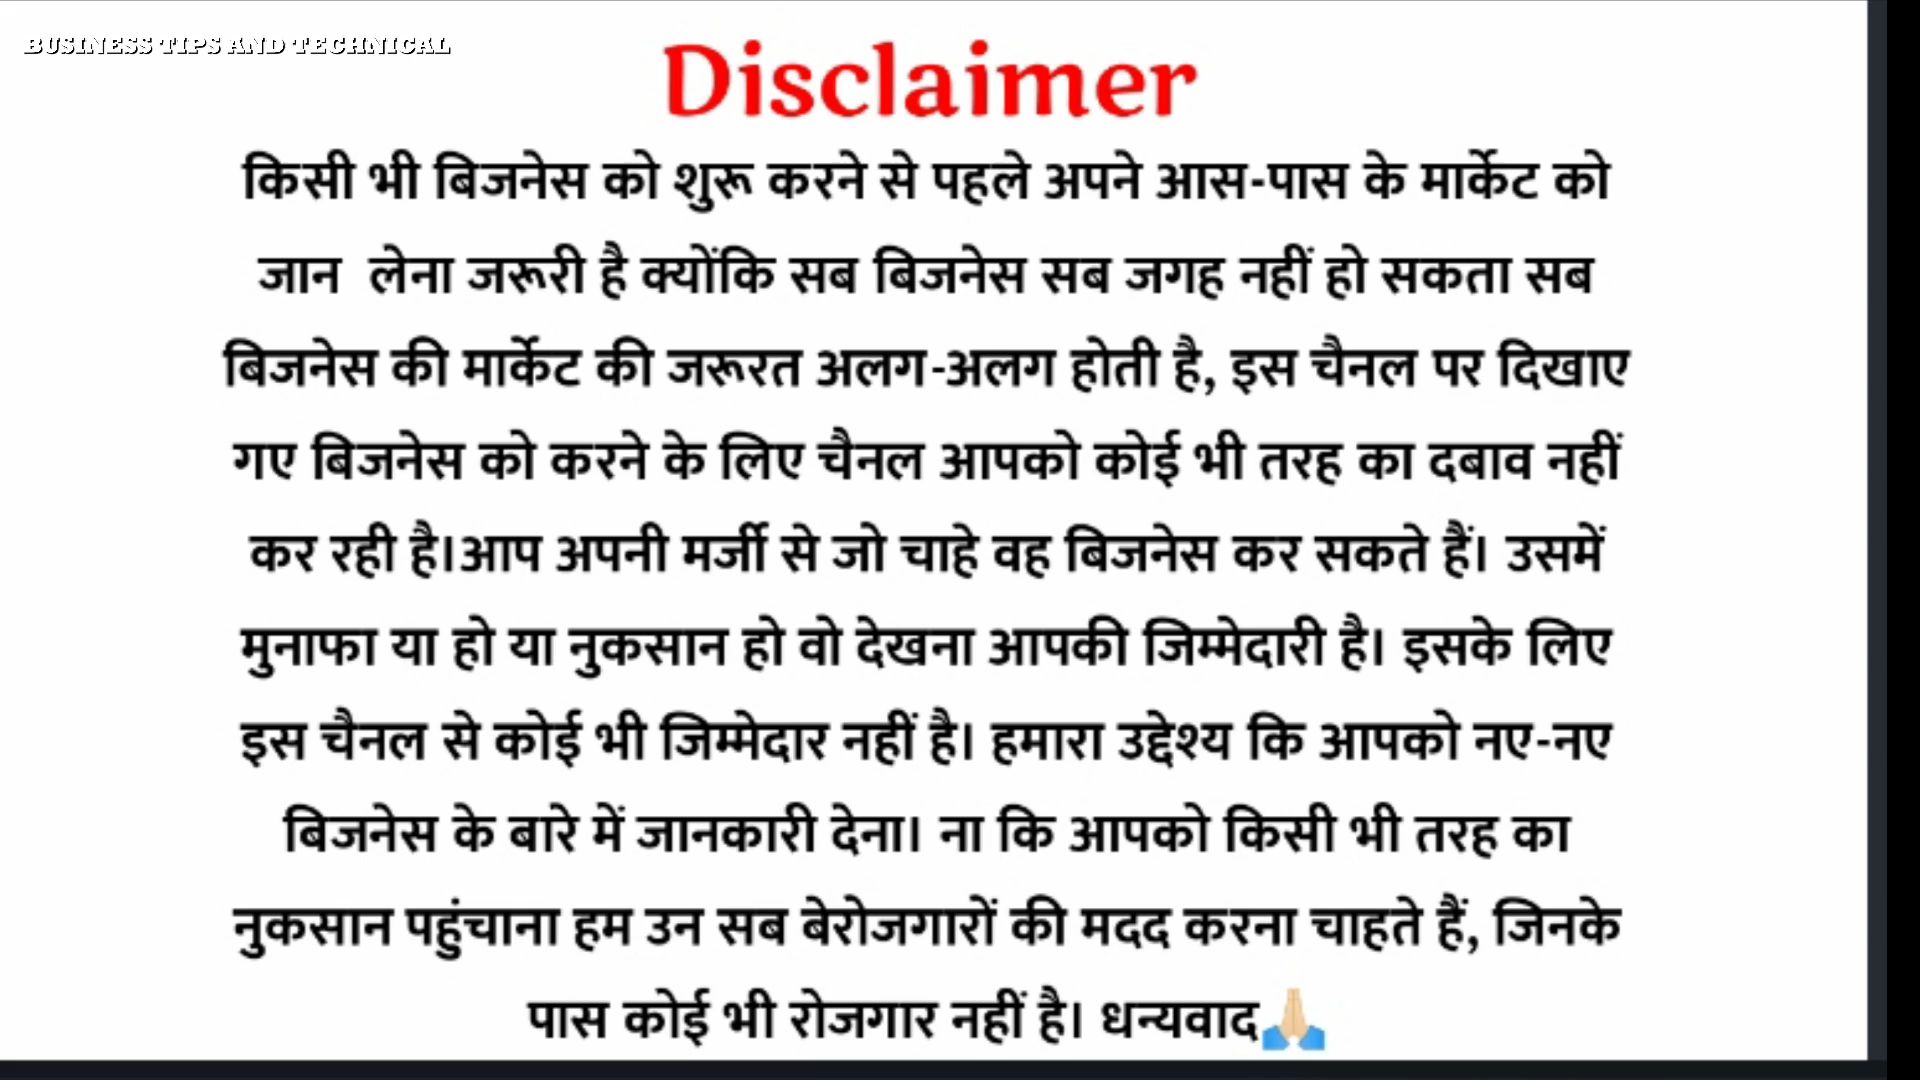 BUSINESS TIPS AND TECHNICAL
Disclaimer
किसी भी बिजनेस को शुरू करने से पहले अपने आस-पास के मार्केट को
जान लेना जरूरी है क्योंकि सब बिजनेस सब जगह नहीं हो सकता सब
बिजनेस की मार्केट की जरूरत अलग-अलग होती है, इस चैनल पर दिखाए
गए बिजनेस को करने के लिए चैनल आपको कोई भी तरह का दबाव नहीं
कर रही है।आप अपनी मर्जी से जो चाहे वह बिजनेस कर सकते हैं। उसमें
मुनाफा या हो या नुकसान हो वो देखना आपकी जिम्मेदारी है। इसके लिए
इस चैनल से कोई भी जिम्मेदार नहीं है। हमारा उद्देश्य कि आपको नए-नए
बिजनेस के बारे में जानकारी देना। ना कि आपको किसी भी तरह का
नुकसान पहुंचाना हम उन सब बेरोजगारों की मदद करना चाहते हैं, जिनके
पास कोई भी रोजगार नहीं है। धन्यवाद🙏🏼